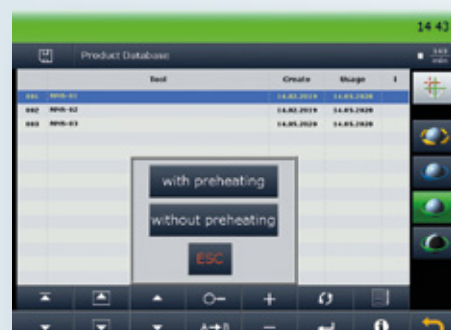 14 43
Product Database
Tool Create Usage
001 MHS-01 14.02.2019 14.05.2020
002 MHS-02 14.02.2019 14.05.2020
003 MHS-03 14.05.2020 14.05.2020
with preheating
without preheating
ESC